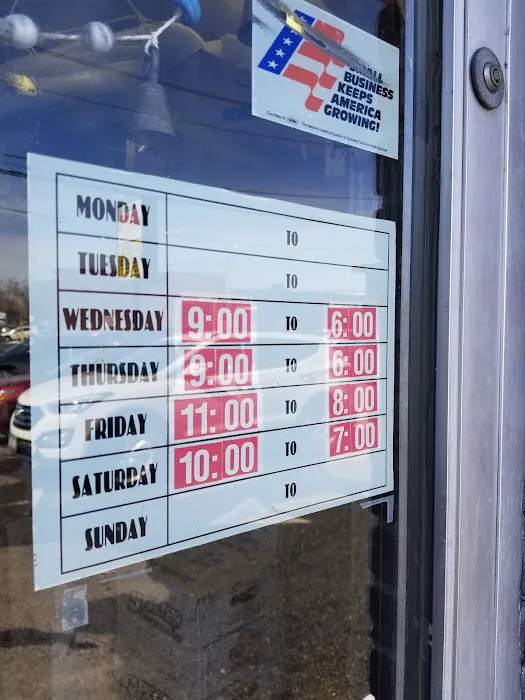 SMALL
BUSINESS
KEEPS
AMERICA
GROWING!
MONDAY TO
TUESDAY TO
WEDNESDAY 9:00 TO 6:00
THURSDAY 9:00 TO 6:00
FRIDAY 11:00 TO 8:00
SATURDAY 10:00 TO 7:00
SUNDAY TO